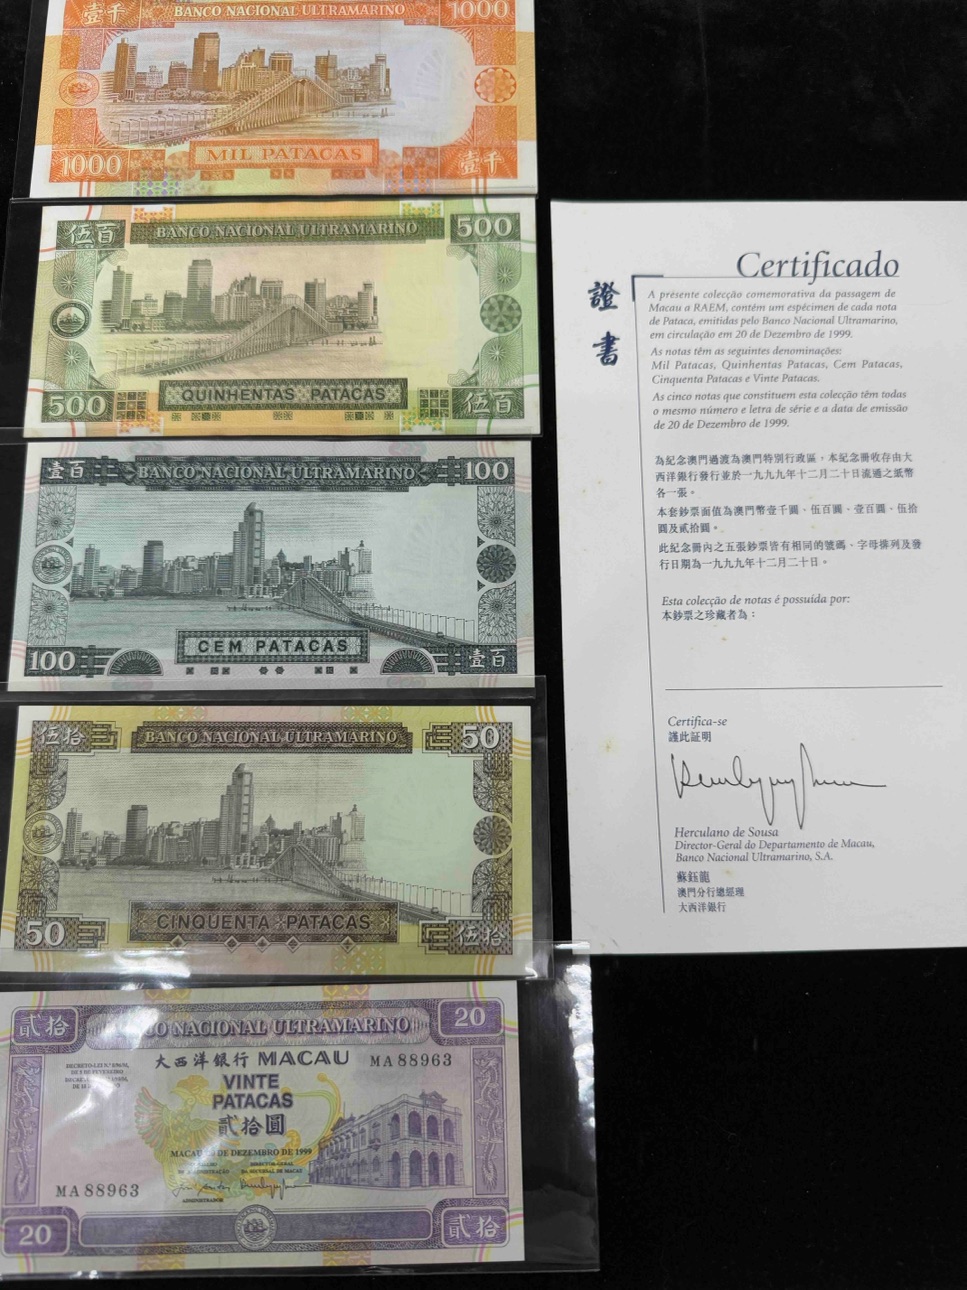 壹千
BANCO NACIONAL ULTRAMARINO
1000
1000
MIL PATACAS
壹千
伍百
BANCO NACIONAL ULTRAMARINO
500
500
QUINHENTAS PATACAS
伍百
壹百
BANCO NACIONAL ULTRAMARINO
100
100
CEM PATACAS
壹百
伍拾
BANCO NACIONAL ULTRAMARINO
50
50
CINQUENTA PATACAS
伍拾
貳拾
NACIONAL ULTRAMARINO
20
大西洋銀行 MACAU
MA 88963
VINTE
PATACAS
貳拾圓
DE DEZEMBRO DE 1999
MA 88963
ADMINISTRADOR
20
貳拾
Certificado
證書
A présente colecção comemorativa da passagem de
Macau a RAEM, contém um espécimen de cada nota
de Pataca, emitidas pelo Banco Nacional Ultramarino,
em circulação em 20 de Dezembro de 1999.
As notas têm as seguintes denominações:
Mil Patacas, Quinhentas Patacas, Cem Patacas,
Cinquenta Patacas e Vinte Patacas.
As cinco notas que constituem esta colecção têm todas
o mesmo número e letra de série e a data de emissão
de 20 de Dezembro de 1999.
為紀念澳門過渡為澳門特別行政區，本紀念冊收存由大
西洋銀行發行並於一九九九年十二月二十日流通之紙幣
各一張。
本套鈔票面值為澳門幣壹千圓、伍百圓、壹百圓、伍拾
圓及貳拾圓。
此紀念冊內之五張鈔票皆有相同的號碼、字母排列及發
行日期為一九九九年十二月二十日。
Esta colecção de notas é possuída por:
本鈔票之珍藏者為：
Certifica-se
謹此証明
Herculano de Sousa
Director-Geral do Departamento de Macau,
Banco Nacional Ultramarino, S.A.
蘇鈺龍
澳門分行總經理
大西洋銀行